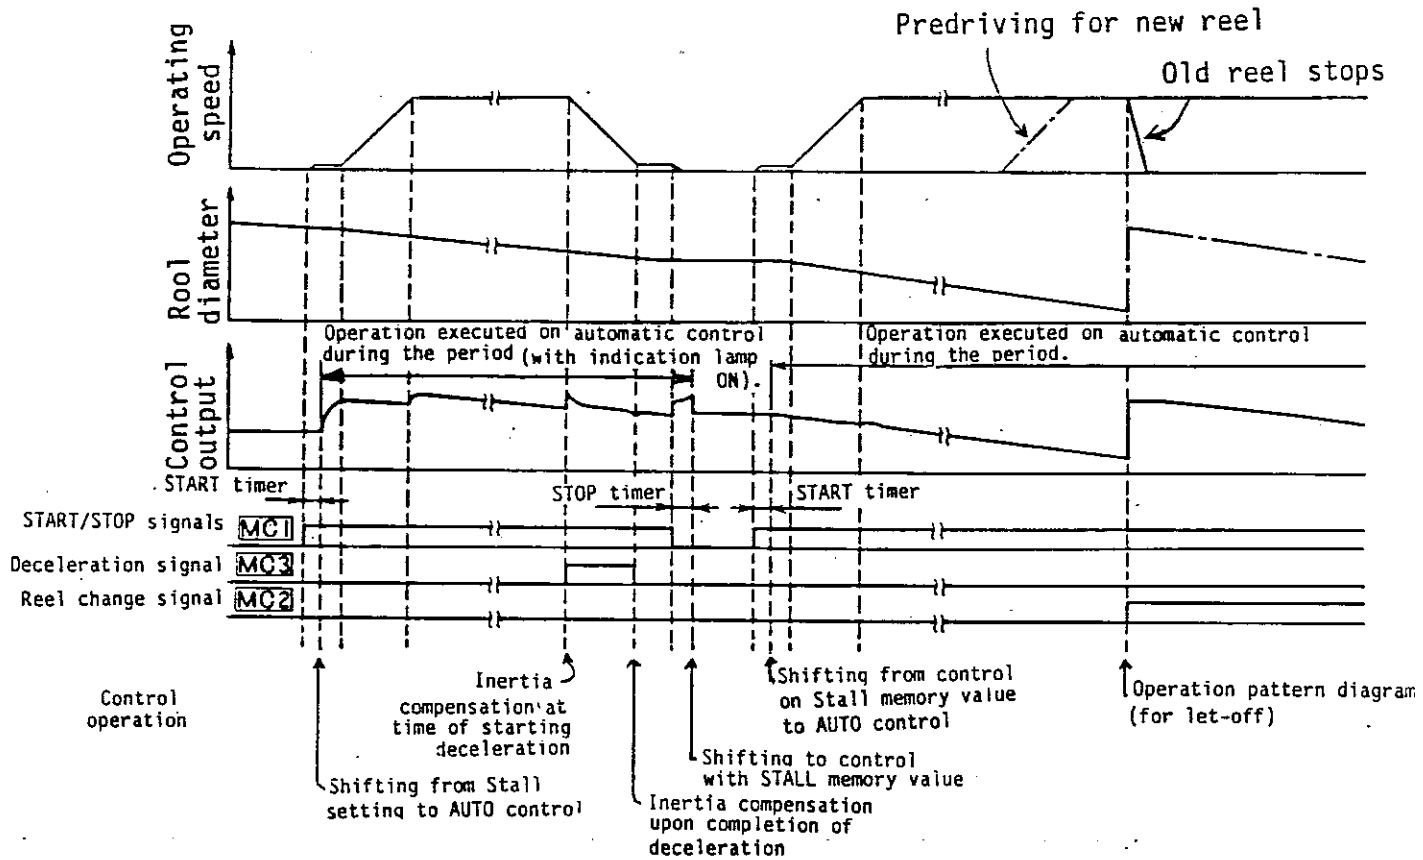 Predriving for new reel
Old reel stops
Operating
speed
Rool
diameter
Operation executed on automatic control
during the period (with indication lamp
ON).
Operation executed on automatic control
during the period.
Control
output
START timer
STOP timer
START timer
START/STOP signals MC1
Deceleration signal MC3
Reel change signal MC2
Control
operation
Inertia
compensation at
time of starting
deceleration
Shifting from control
on Stall memory value
to AUTO control
Operation pattern diagram
(for let-off)
Shifting to control
with STALL memory value
Shifting from Stall
setting to AUTO control
Inertia compensation
upon completion of
deceleration